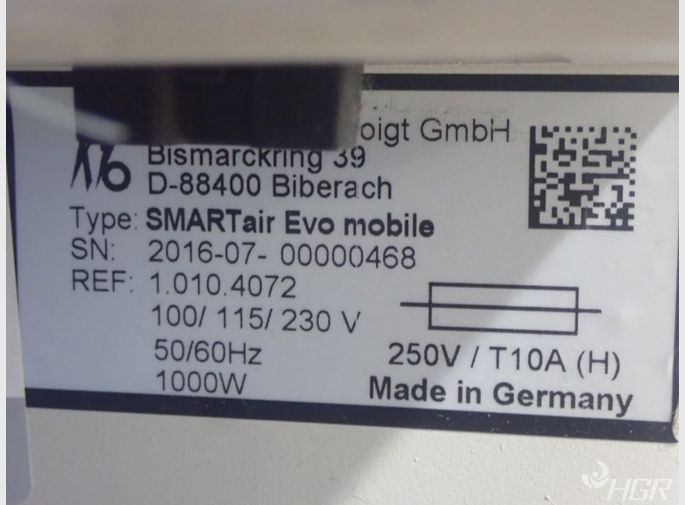 oigt GmbH
Bismarckring 39
D-88400 Biberach
Type: SMARTair Evo mobile
SN: 2016-07- 00000468
REF: 1.010.4072
100/ 115/ 230 V
50/60Hz
1000W
250V / T10A (H)
Made in Germany
HGR